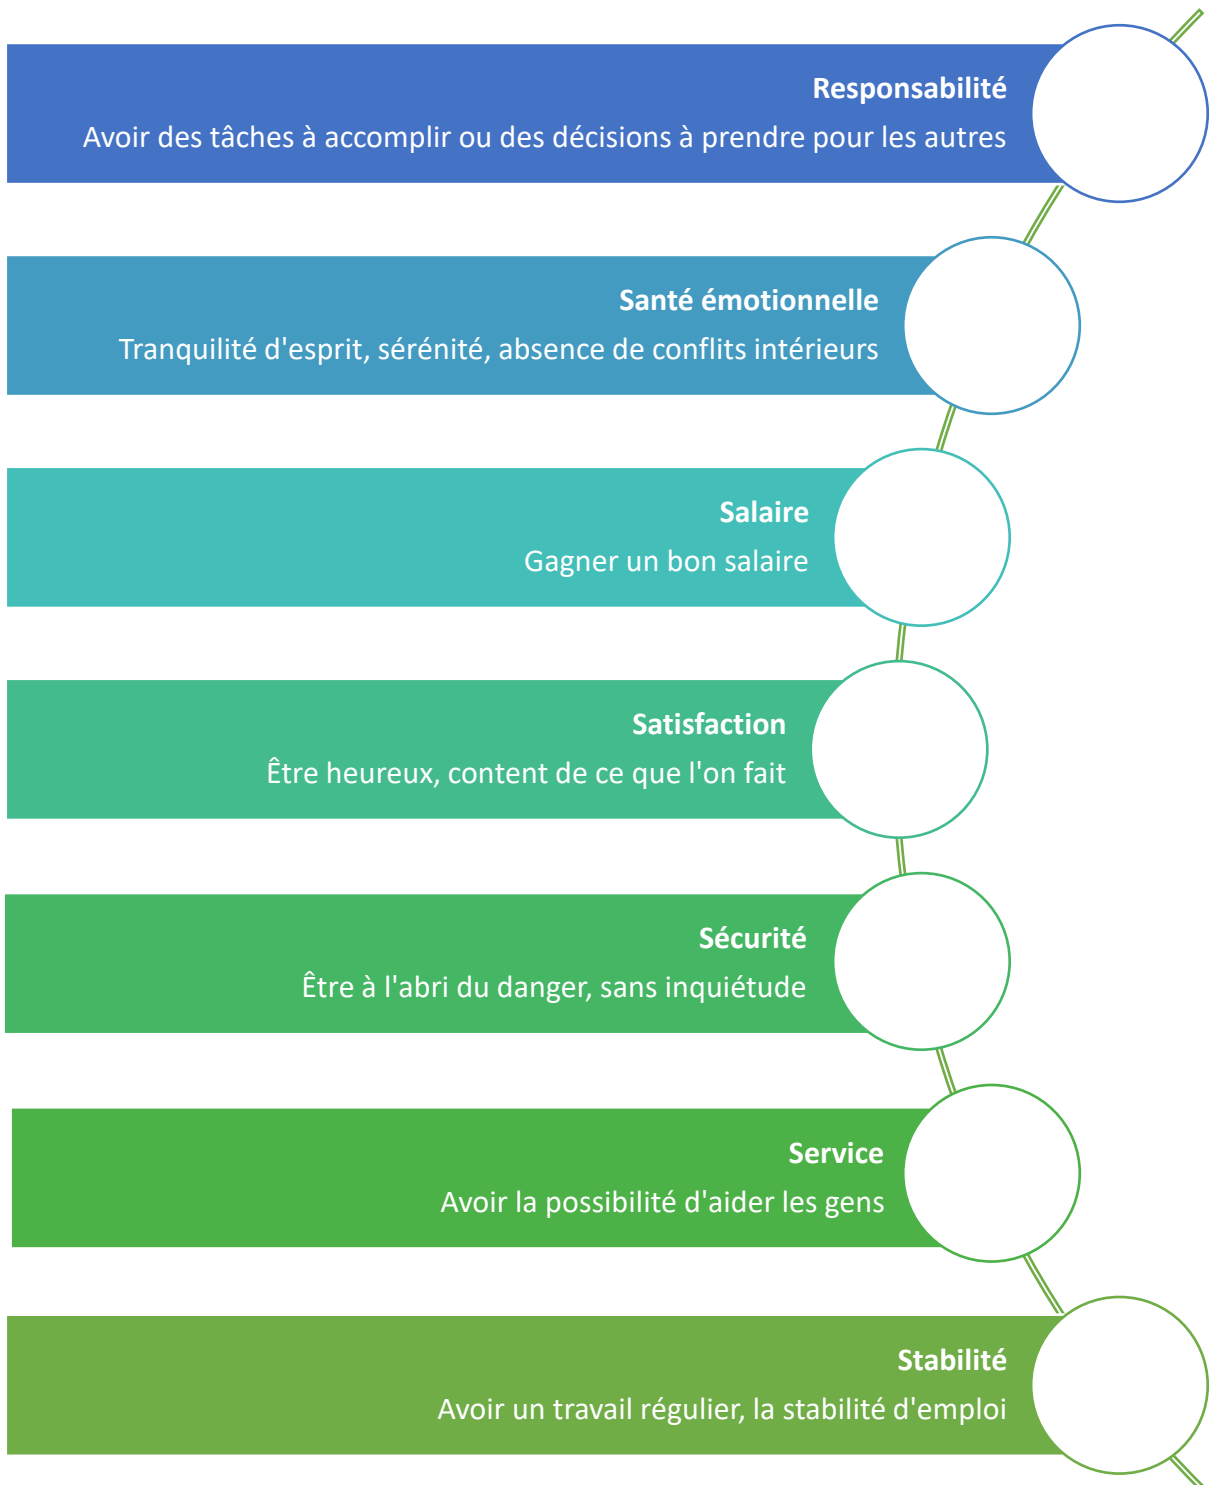 Responsabilité
Avoir des tâches à accomplir ou des décisions à prendre pour les autres
Santé émotionnelle
Tranquilité d'esprit, sérénité, absence de conflits intérieurs
Salaire
Gagner un bon salaire
Satisfaction
Être heureux, content de ce que l'on fait
Sécurité
Être à l'abri du danger, sans inquiétude
Service
Avoir la possibilité d'aider les gens
Stabilité
Avoir un travail régulier, la stabilité d'emploi